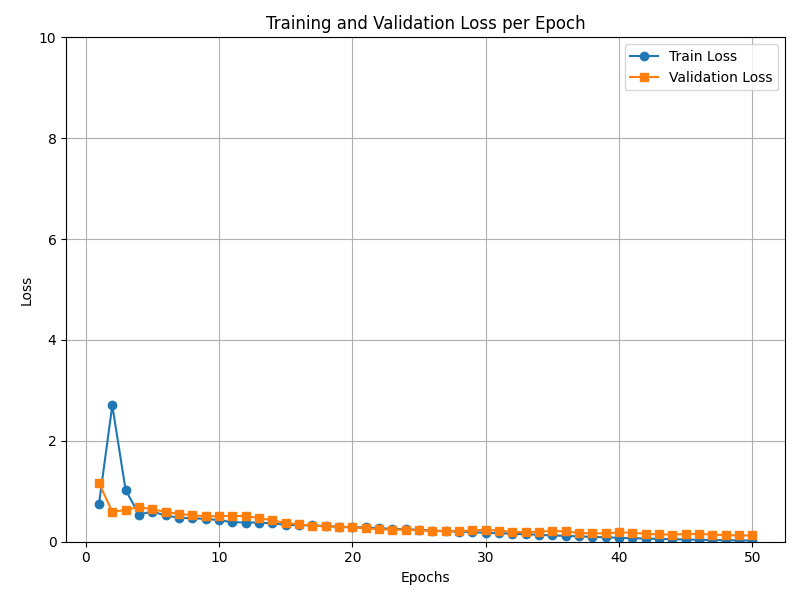 Training and Validation Loss per Epoch
10
8
6
4
2
0
Loss
Train Loss
Validation Loss
0 10 20 30 40 50
Epochs